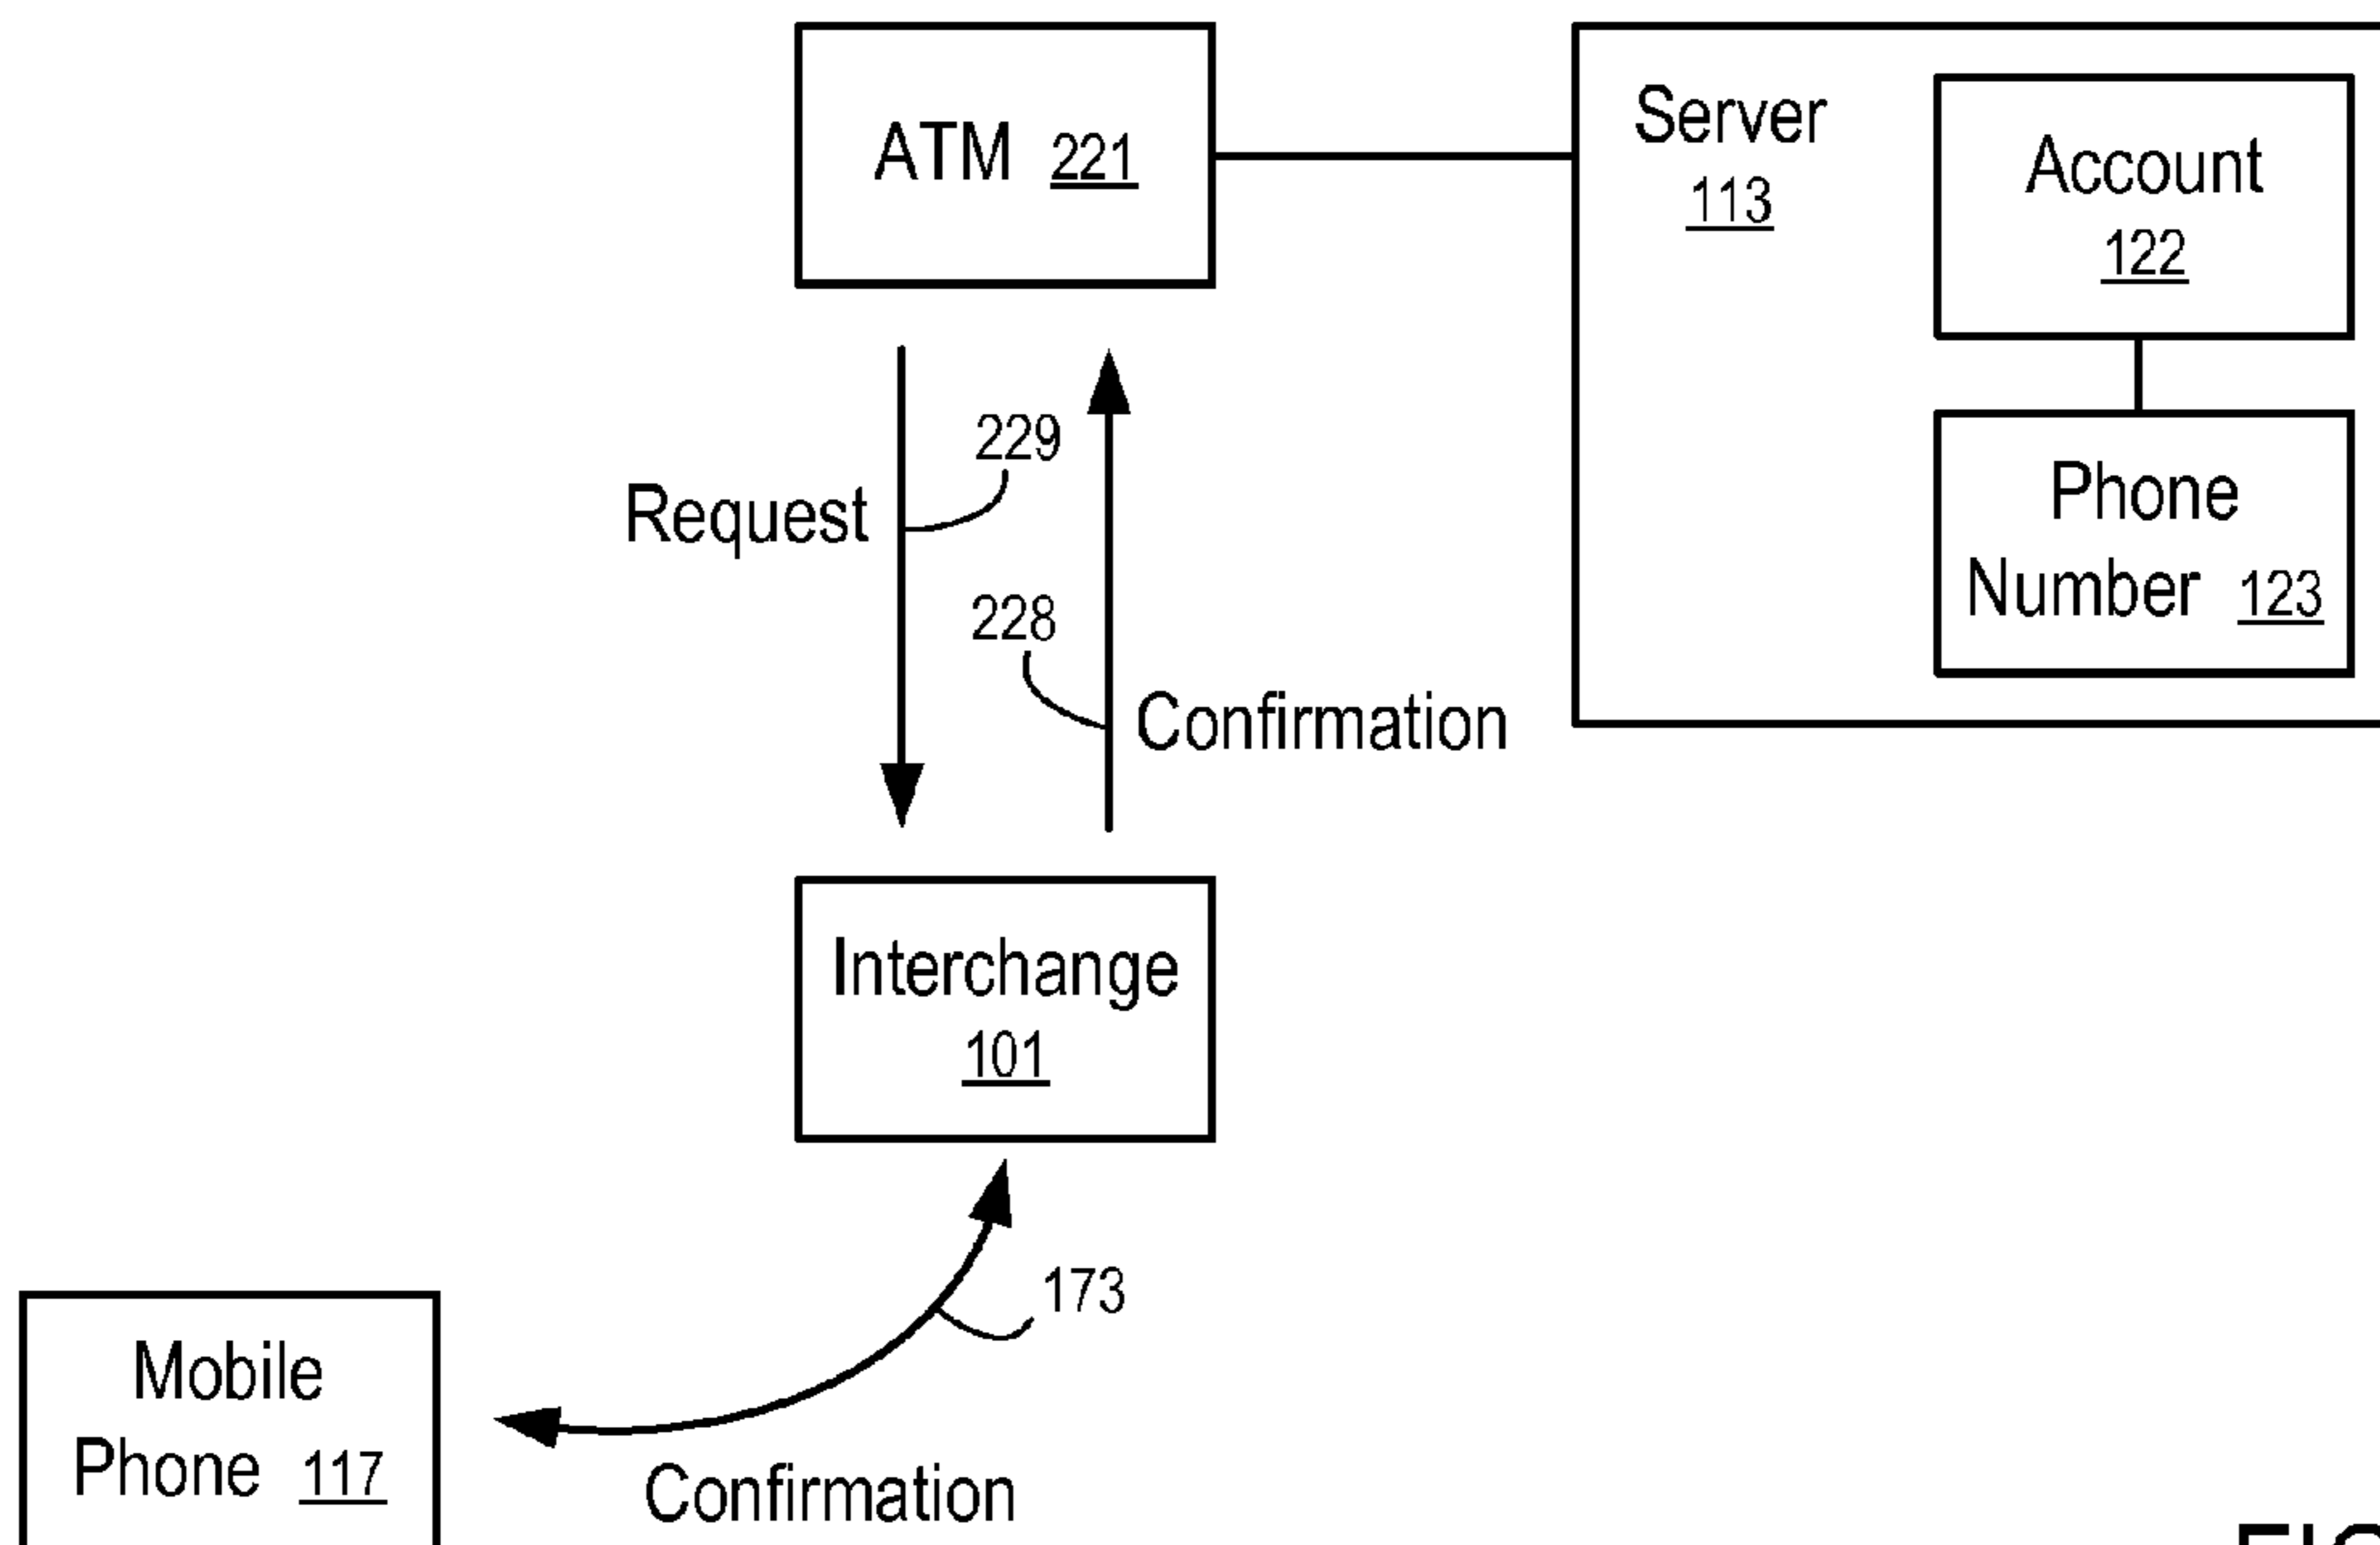 ATM 221
Server
113
Account
122
Phone
Number 123
229
Request
228
Confirmation
Interchange
101
173
Mobile
Phone 117
Confirmation